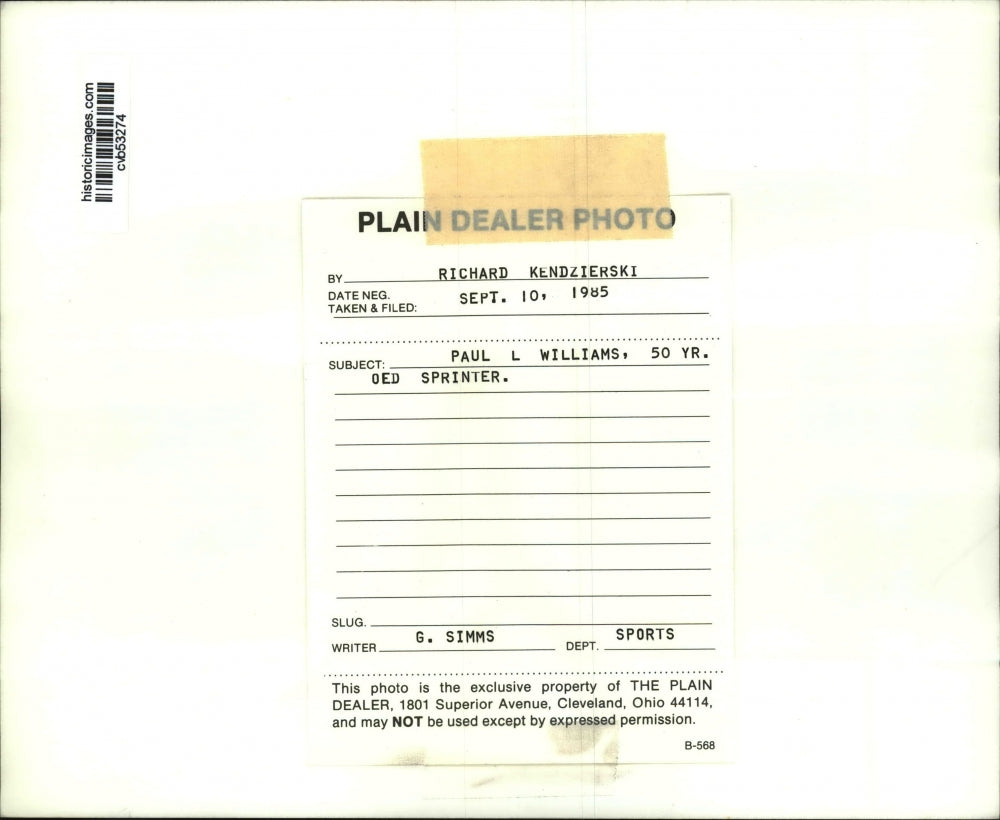 historicimages.com
cvb53274
PLAIN DEALER PHOTO
BY RICHARD KENDZIERSKI
DATE NEG.
TAKEN & FILED: SEPT. 10, 1985
SUBJECT: PAUL L WILLIAMS, 50 YR.
OED SPRINTER.
SLUG.
WRITER G. SIMMS DEPT. SPORTS
This photo is the exclusive property of THE PLAIN
DEALER, 1801 Superior Avenue, Cleveland, Ohio 44114,
and may NOT be used except by expressed permission.
B-568